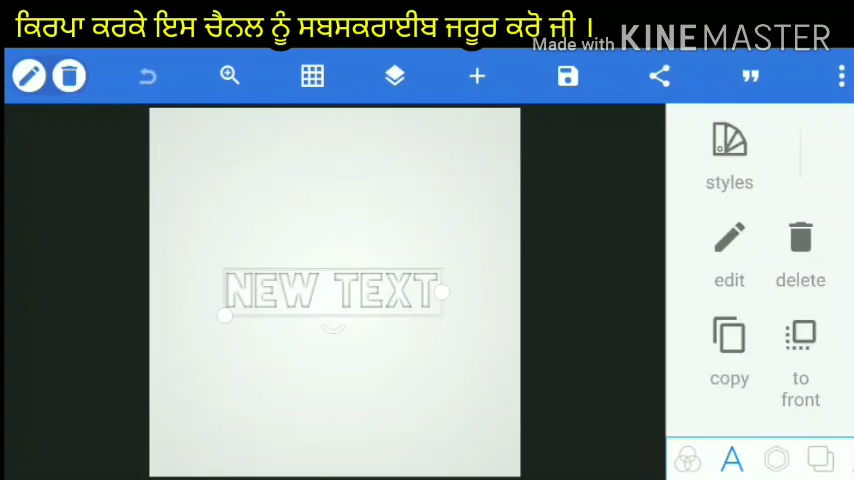 ਕਿਰਪਾ ਕਰਕੇ ਇਸ ਚੈਨਲ ਨੂੰ ਸਬਸਕਰਾਈਬ ਜਰੂਰ ਕਰੋ ਜੀ ।
Made with KINEMASTER
styles
NEW TEXT
edit delete
copy to front